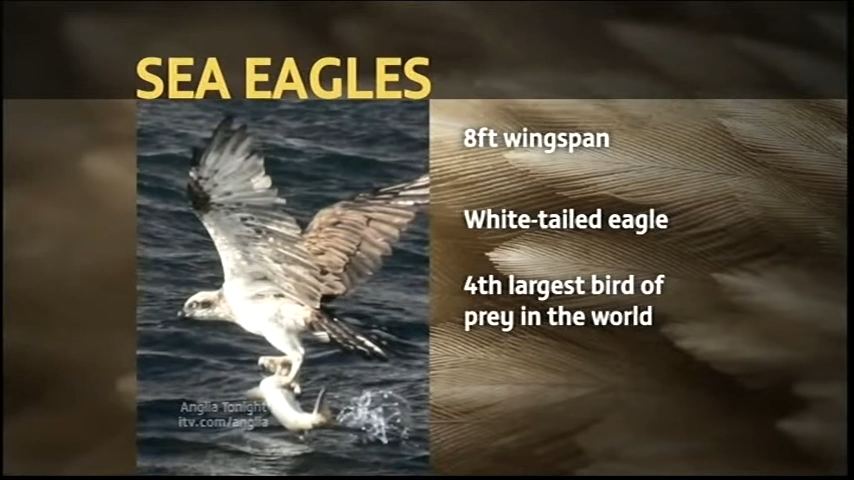 SEA EAGLES
8ft wingspan
White-tailed eagle
4th largest bird of
prey in the world
Anglia Tonight
itv.com/anglia